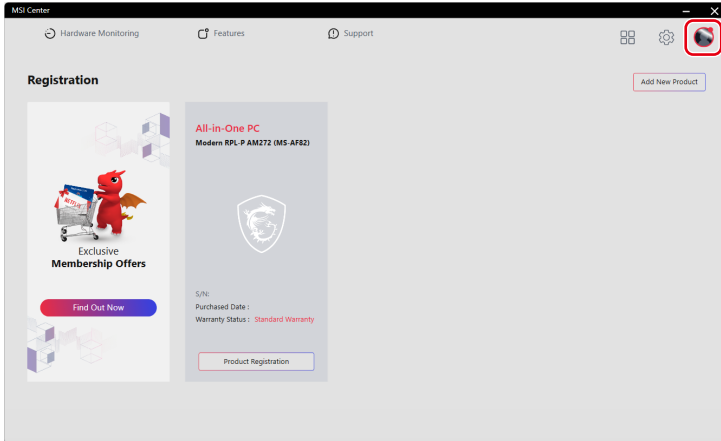 MSI Center
Hardware Monitoring
Features
Support
Registration
Add New Product
NETFLIX
Exclusive
Membership Offers
Find Out Now
All-in-One PC
Modern RPL-P AM272 (MS-AF82)
S/N:
Purchased Date :
Warranty Status : Standard Warranty
Product Registration